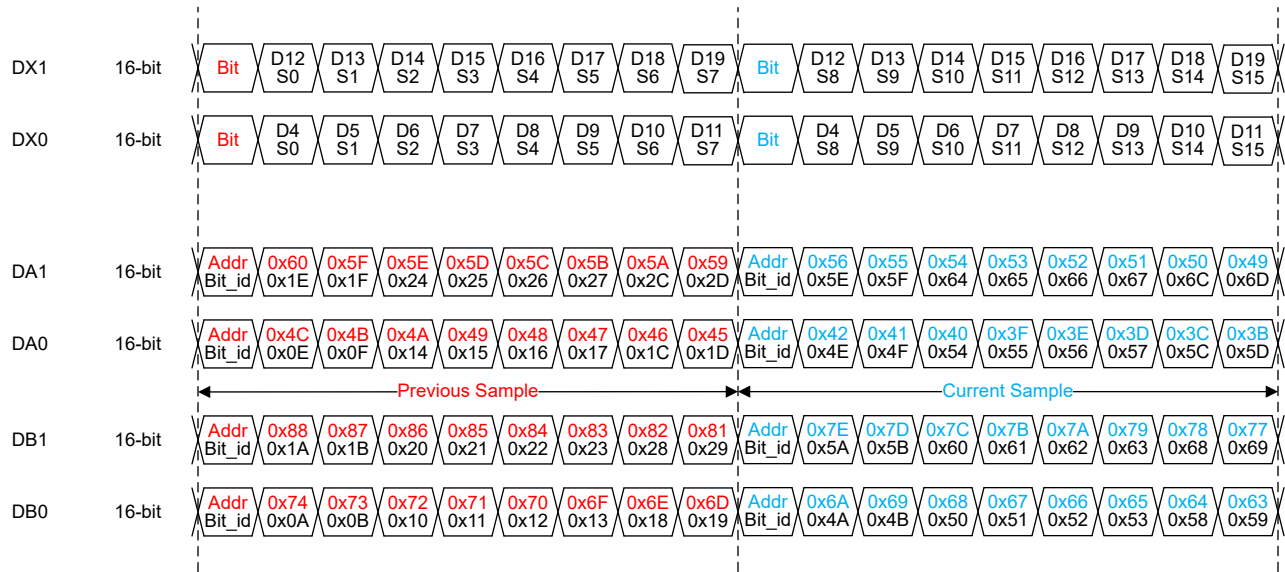 DX1 16-bit Bit D12 D13 D14 D15 D16 D17 D18 D19 Bit D12 D13 D14 D15 D16 D17 D18 D19
S0 S1 S2 S3 S4 S5 S6 S7 S8 S9 S10 S11 S12 S13 S14 S15
DX0 16-bit Bit D4 D5 D6 D7 D8 D9 D10 D11 Bit D4 D5 D6 D7 D8 D9 D10 D11
S0 S1 S2 S3 S4 S5 S6 S7 S8 S9 S10 S11 S12 S13 S14 S15
DA1 16-bit Addr 0x60 0x5F 0x5E 0x5D 0x5C 0x5B 0x5A 0x59 Addr 0x56 0x55 0x54 0x53 0x52 0x51 0x50 0x49
Bit_id 0x1E 0x1F 0x24 0x25 0x26 0x27 0x2C 0x2D Bit_id 0x5E 0x5F 0x64 0x65 0x66 0x67 0x6C 0x6D
DA0 16-bit Addr 0x4C 0x4B 0x4A 0x49 0x48 0x47 0x46 0x45 Addr 0x42 0x41 0x40 0x3F 0x3E 0x3D 0x3C 0x3B
Bit_id 0x0E 0x0F 0x14 0x15 0x16 0x17 0x1C 0x1D Bit_id 0x4E 0x4F 0x54 0x55 0x56 0x57 0x5C 0x5D
Previous Sample Current Sample
DB1 16-bit Addr 0x88 0x87 0x86 0x85 0x84 0x83 0x82 0x81 Addr 0x7E 0x7D 0x7C 0x7B 0x7A 0x79 0x78 0x77
Bit_id 0x1A 0x1B 0x20 0x21 0x22 0x23 0x28 0x29 Bit_id 0x5A 0x5B 0x60 0x61 0x62 0x63 0x68 0x69
DB0 16-bit Addr 0x74 0x73 0x72 0x71 0x70 0x6F 0x6E 0x6D Addr 0x6A 0x69 0x68 0x67 0x66 0x65 0x64 0x63
Bit_id 0x0A 0x0B 0x10 0x11 0x12 0x13 0x18 0x19 Bit_id 0x4A 0x4B 0x50 0x51 0x52 0x53 0x58 0x59